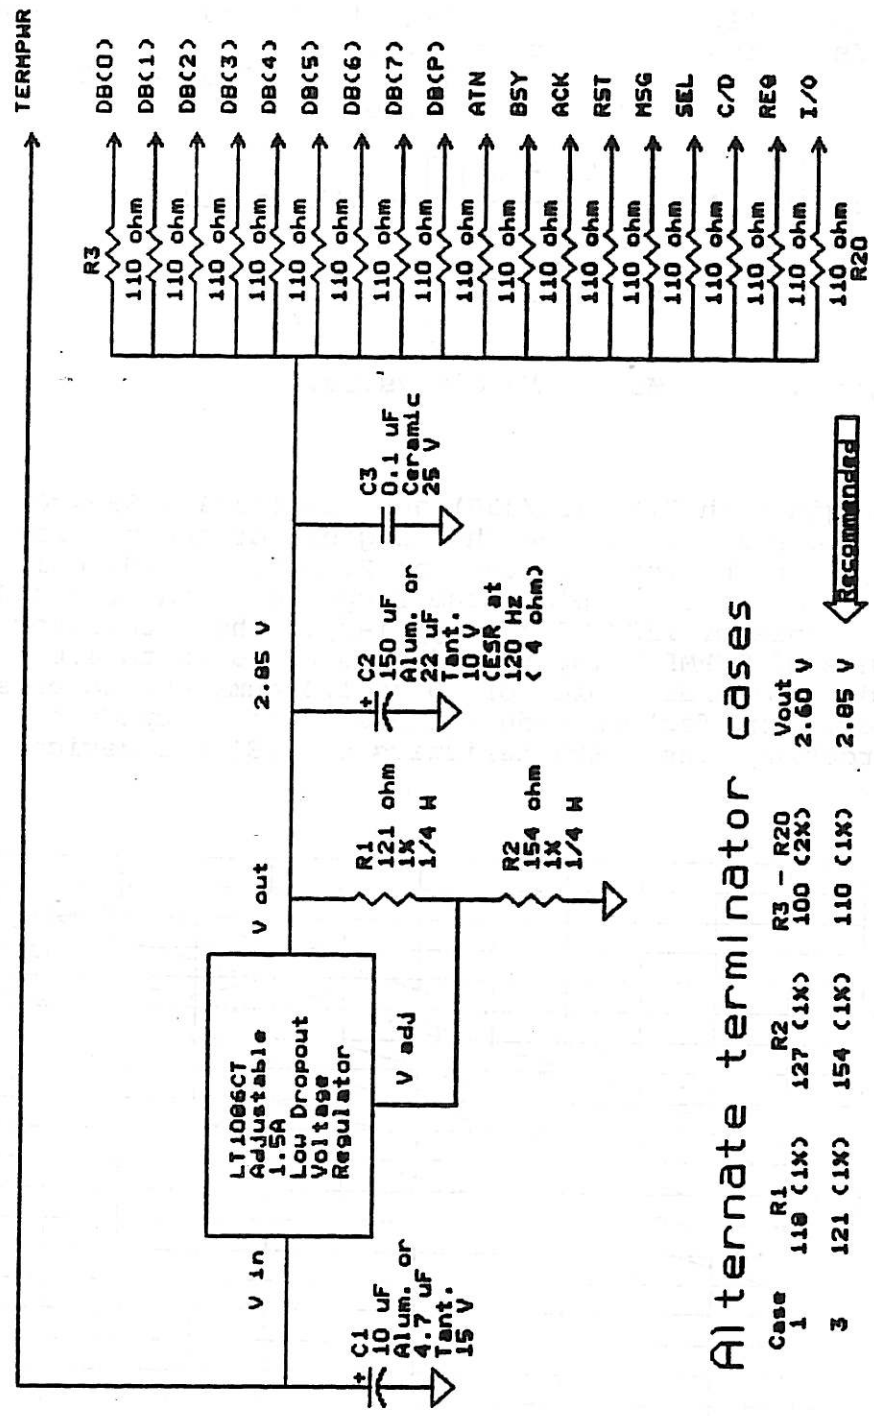 TERMPWR
R3
110 ohm
DB(0)
110 ohm
DB(1)
110 ohm
DB(2)
110 ohm
DB(3)
110 ohm
DB(4)
110 ohm
DB(5)
110 ohm
DB(6)
110 ohm
DB(7)
110 ohm
DB(P)
110 ohm
ATN
110 ohm
BSY
110 ohm
ACK
110 ohm
RST
110 ohm
MSG
110 ohm
SEL
110 ohm
C/D
110 ohm
REQ
110 ohm
I/O
110 ohm
R20
V in
LT1086CT
Adjustable
1.5A
Low Dropout
Voltage
Regulator
V out
V adj
2.85 V
+ C1
10 uF
Alum. or
4.7 uF
Tant.
15 V
R1
121 ohm
1%
1/4 W
R2
154 ohm
1%
1/4 W
+ C2
150 uF
Alum. or
22 uF
Tant.
10 V
(ESR at
120 Hz
< 4 ohm)
C3
0.1 uF
Ceramic
25 V
Alternate terminator cases
Case R1 R2 R3 - R20 Vout
1 118 (1%) 127 (1%) 100 (2%) 2.60 V
3 121 (1%) 154 (1%) 110 (1%) 2.85 V Recommended